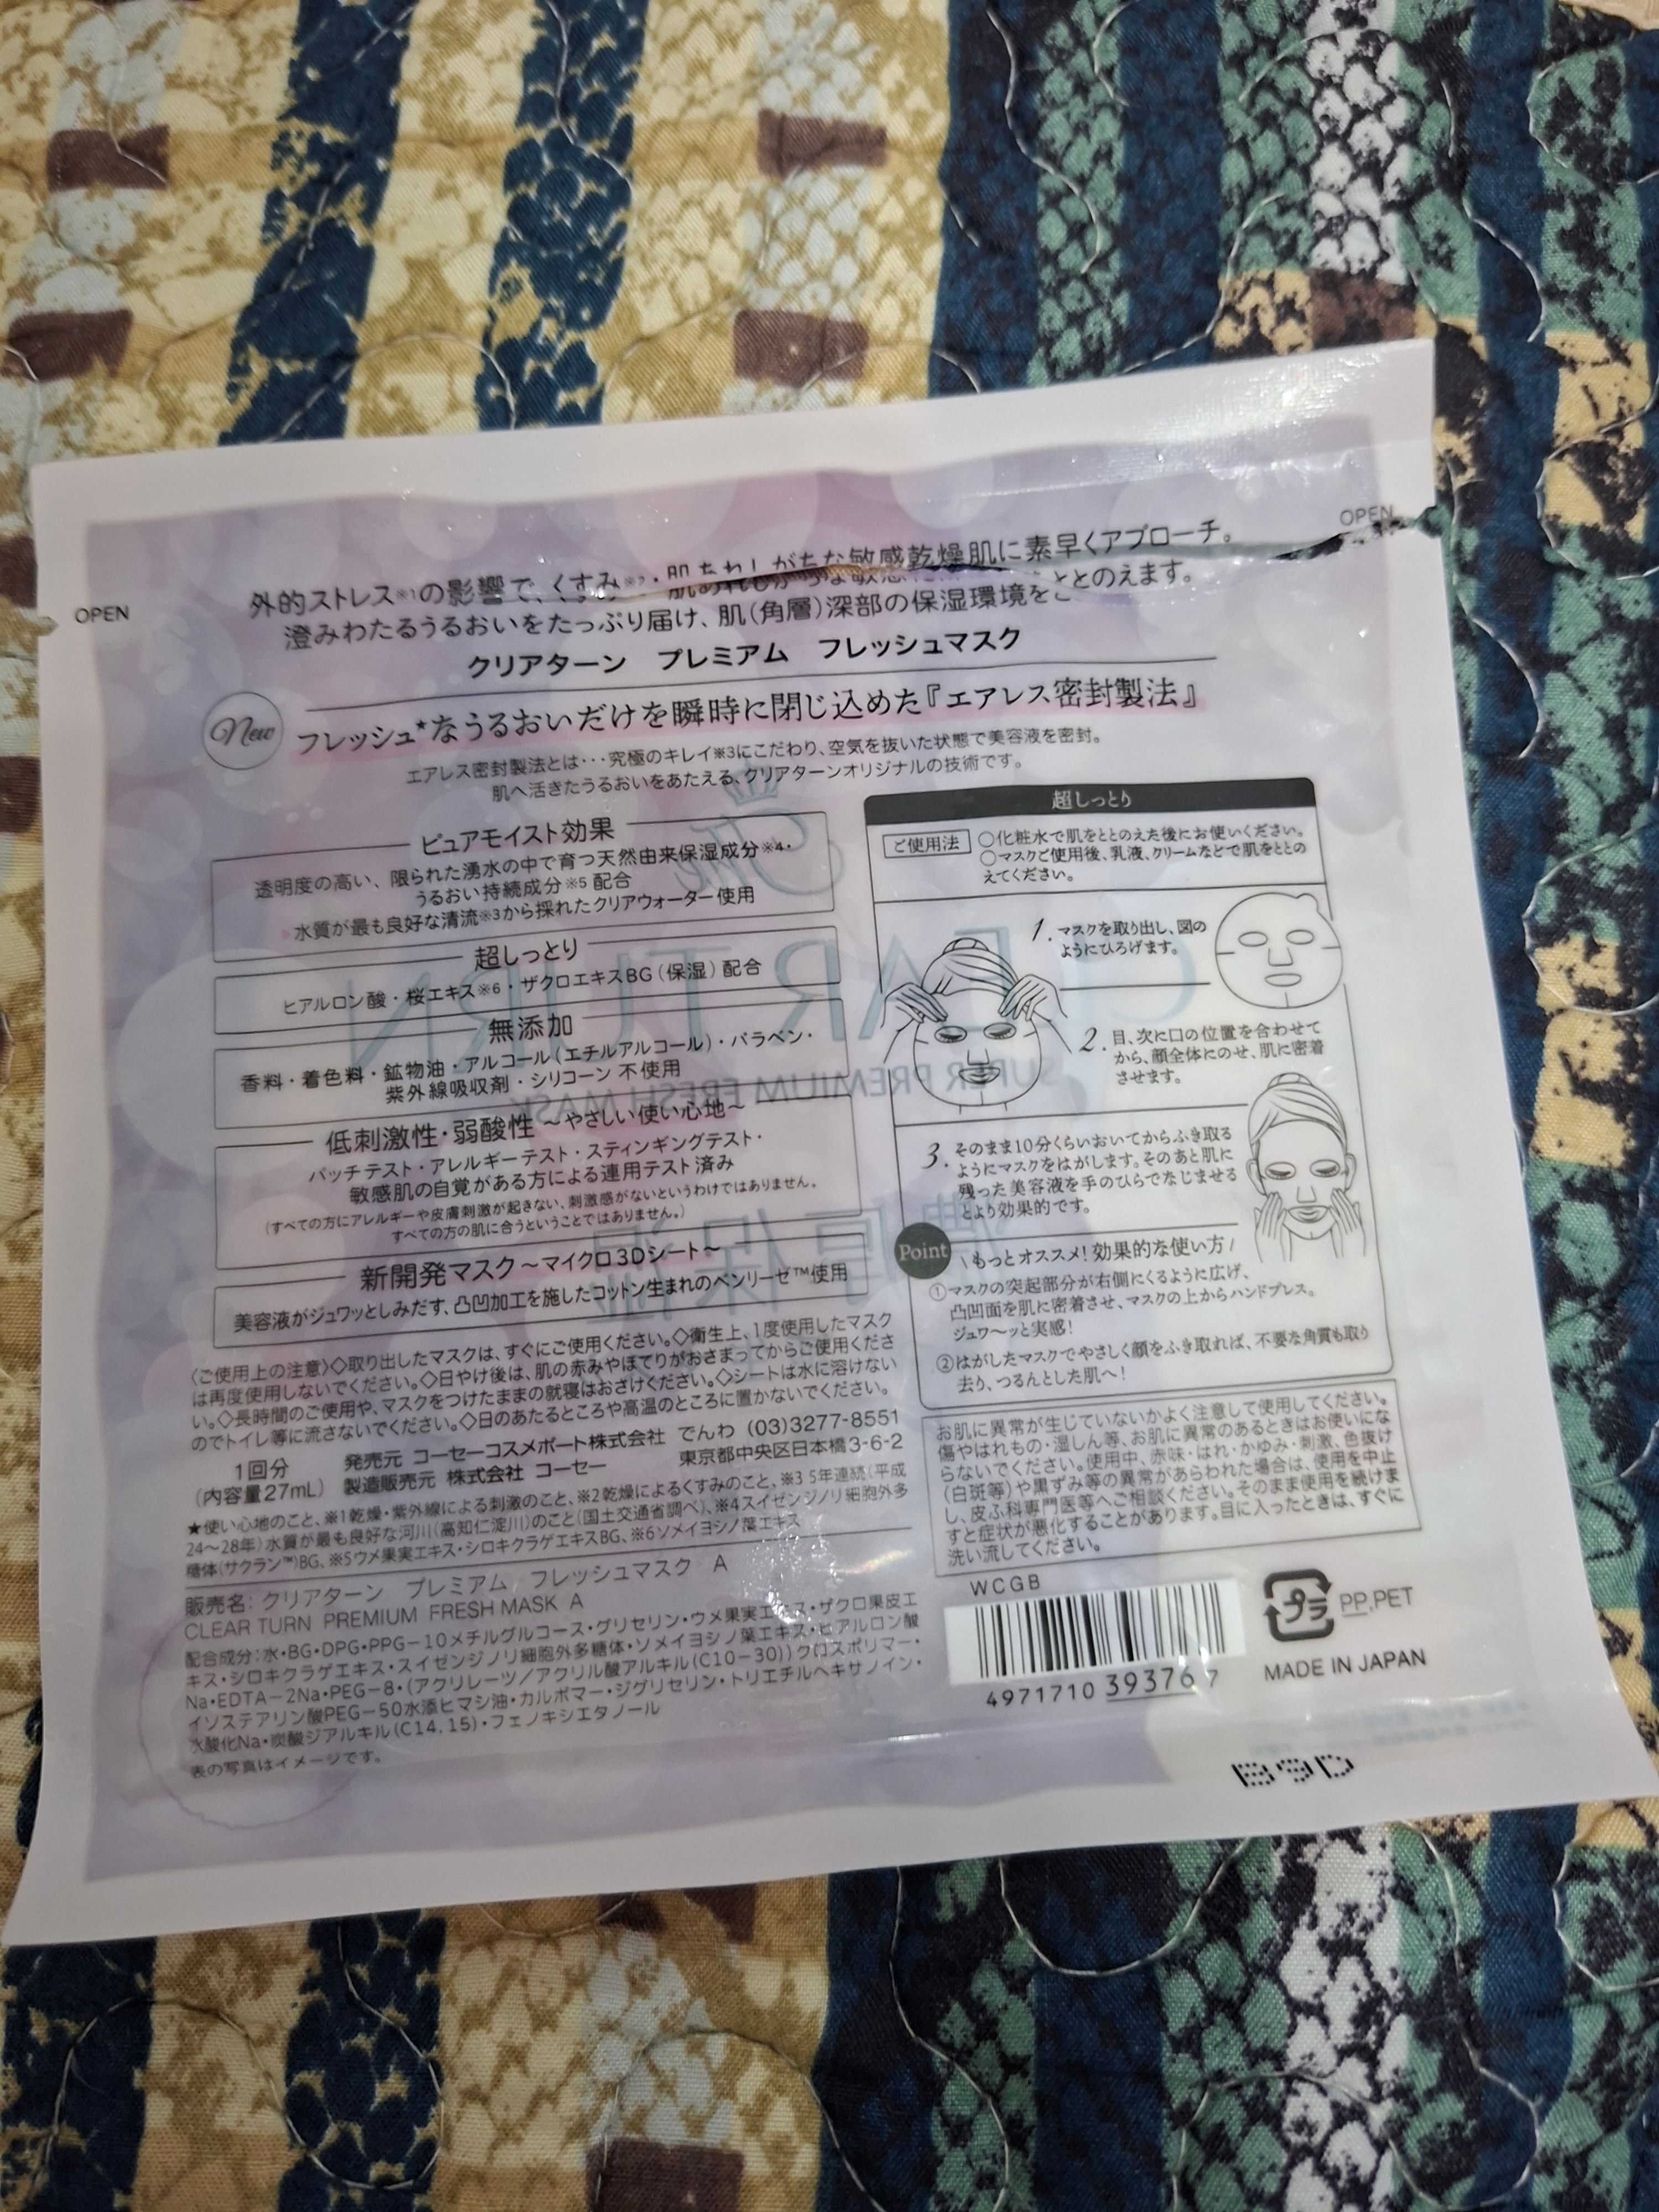 OPEN
OPEN
外的ストレス※1の影響で、くすみ※2・肌あれしがちな敏感乾燥肌に素早くアプローチ。
澄みわたるうるおいをたっぷり届け、肌(角層)深部の保湿環境をととのえます。
クリアターン プレミアム フレッシュマスク
New
フレッシュ★なうるおいだけを瞬時に閉じ込めた『エアレス密封製法』
エアレス密封製法とは・・・究極のキレイ※3にこだわり、空気を抜いた状態で美容液を密封。
肌へ活きたうるおいをあたえる、クリアターンオリジナルの技術です。
ピュアモイスト効果
透明度の高い、限られた湧水の中で育つ天然由来保湿成分※4・
うるおい持続成分※5 配合
水質が最も良好な清流※3から採れたクリアウォーター使用
超しっとり
ヒアルロン酸・桜エキス※6・ザクロエキスBG(保湿)配合
無添加
香料・着色料・鉱物油・アルコール(エチルアルコール)・パラベン・
紫外線吸収剤・シリコーン 不使用
低刺激性・弱酸性 ~やさしい使い心地~
パッチテスト・アレルギーテスト・スティンギングテスト・
敏感肌の自覚がある方による連用テスト済み
(すべての方にアレルギーや皮膚刺激が起きない、刺激感がないというわけではありません。
すべての方の肌に合うということではありません。)
新開発マスク~マイクロ3Dシート~
美容液がジュワッとしみだす、凸凹加工を施したコットン生まれのベンリーゼ™使用
〈ご使用上の注意〉◇取り出したマスクは、すぐにご使用ください。◇衛生上、1度使用したマスク
は再度使用しないでください。◇日やけ後は、肌の赤みやほてりがおさまってからご使用くださ
い。◇長時間のご使用や、マスクをつけたままの就寝はおさけください。◇シートは水に溶けない
のでトイレ等に流さないでください。◇日のあたるところや高温のところに置かないでください。
1回分
(内容量27mL)
発売元 コーセーコスメポート株式会社 でんわ (03)3277-8551
製造販売元 株式会社 コーセー 東京都中央区日本橋3-6-2
★使い心地のこと、※1乾燥・紫外線による刺激のこと、※2乾燥によるくすみのこと、※3 5年連続(平成
24~28年)水質が最も良好な河川(高知仁淀川)のこと(国土交通省調べ)、※4スイゼンジノリ細胞外多
糖体(サクラン™)BG、※5ウメ果実エキス・シロキクラゲエキスBG、※6ソメイヨシノ葉エキス
販売名: クリアターン プレミアム フレッシュマスク A
CLEAR TURN PREMIUM FRESH MASK A
配合成分:水・BG・DPG・PPG-10メチルグルコース・グリセリン・ウメ果実エキス・ザクロ果皮エ
キス・シロキクラゲエキス・スイゼンジノリ細胞外多糖体・ソメイヨシノ葉エキス・ヒアルロン酸
Na・EDTA-2Na・PEG-8・(アクリレーツ/アクリル酸アルキル(C10-30))クロスポリマー・
イソステアリン酸PEG-50水添ヒマシ油・カルボマー・ジグリセリン・トリエチルヘキサノイン・
水酸化Na・炭酸ジアルキル(C14,15)・フェノキシエタノール
表の写真はイメージです。
超しっとり
ご使用法
○化粧水で肌をととのえた後にお使いください。
○マスクご使用後、乳液、クリームなどで肌をととの
えてください。
1. マスクを取り出し、図の
ようにひろげます。
2. 目、次に口の位置を合わせて
から、顔全体にのせ、肌に密着
させます。
3. そのまま10分くらいおいてからふき取る
ようにマスクをはがします。そのあと肌に
残った美容液を手のひらでなじませる
とより効果的です。
Point
\もっとオススメ!効果的な使い方/
①マスクの突起部分が右側にくるように広げ、
凸凹面を肌に密着させ、マスクの上からハンドプレス。
ジュワ~ッと実感!
②はがしたマスクでやさしく顔をふき取れば、不要な角質も取り
去り、つるんとした肌へ!
お肌に異常が生じていないかよく注意して使用してください。
傷やはれもの・湿しん等、お肌に異常のあるときはお使いにな
らないでください。使用中、赤味・はれ・かゆみ・刺激、色抜け
(白斑等)や黒ずみ等の異常があらわれた場合は、使用を中止
し、皮ふ科専門医等へご相談ください。そのまま使用を続けま
すと症状が悪化することがあります。目に入ったときは、すぐに
洗い流してください。
WCGB
4971710 393767
プラ
PP,PET
MADE IN JAPAN
B9D